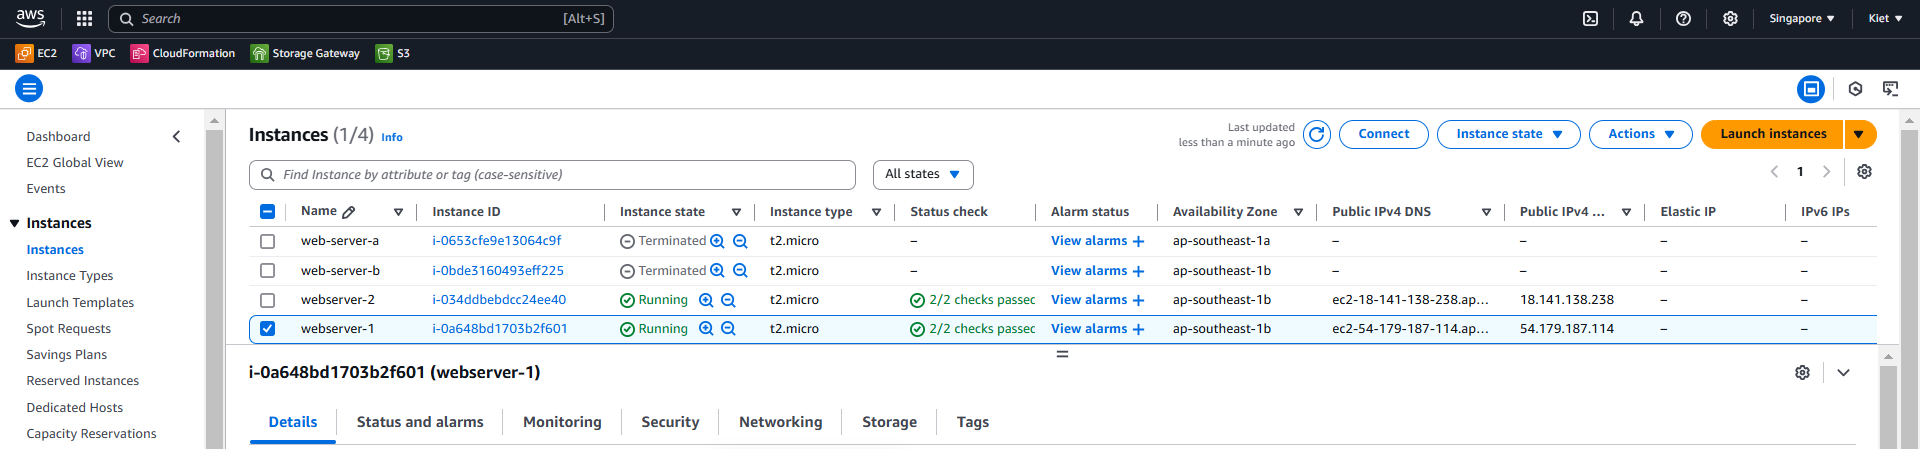 aws Search [Alt+S] Singapore Kiet
EC2 VPC CloudFormation Storage Gateway S3
Dashboard
EC2 Global View
Events
Instances
Instances
Instance Types
Launch Templates
Spot Requests
Savings Plans
Reserved Instances
Dedicated Hosts
Capacity Reservations
Instances (1/4) Info
Last updated
less than a minute ago
Connect Instance state Actions Launch instances
Find Instance by attribute or tag (case-sensitive) All states 1
Name Instance ID Instance state Instance type Status check Alarm status Availability Zone Public IPv4 DNS Public IPv4 ... Elastic IP IPv6 IPs
web-server-a i-0653cfe9e13064c9f Terminated t2.micro – View alarms + ap-southeast-1a – – – –
web-server-b i-0bde3160493eff225 Terminated t2.micro – View alarms + ap-southeast-1b – – – –
webserver-2 i-034ddbebdcc24ee40 Running t2.micro 2/2 checks passed View alarms + ap-southeast-1b ec2-18-141-138-238.ap... 18.141.138.238 – –
webserver-1 i-0a648bd1703b2f601 Running t2.micro 2/2 checks passed View alarms + ap-southeast-1b ec2-54-179-187-114.ap... 54.179.187.114 – –
i-0a648bd1703b2f601 (webserver-1)
Details Status and alarms Monitoring Security Networking Storage Tags